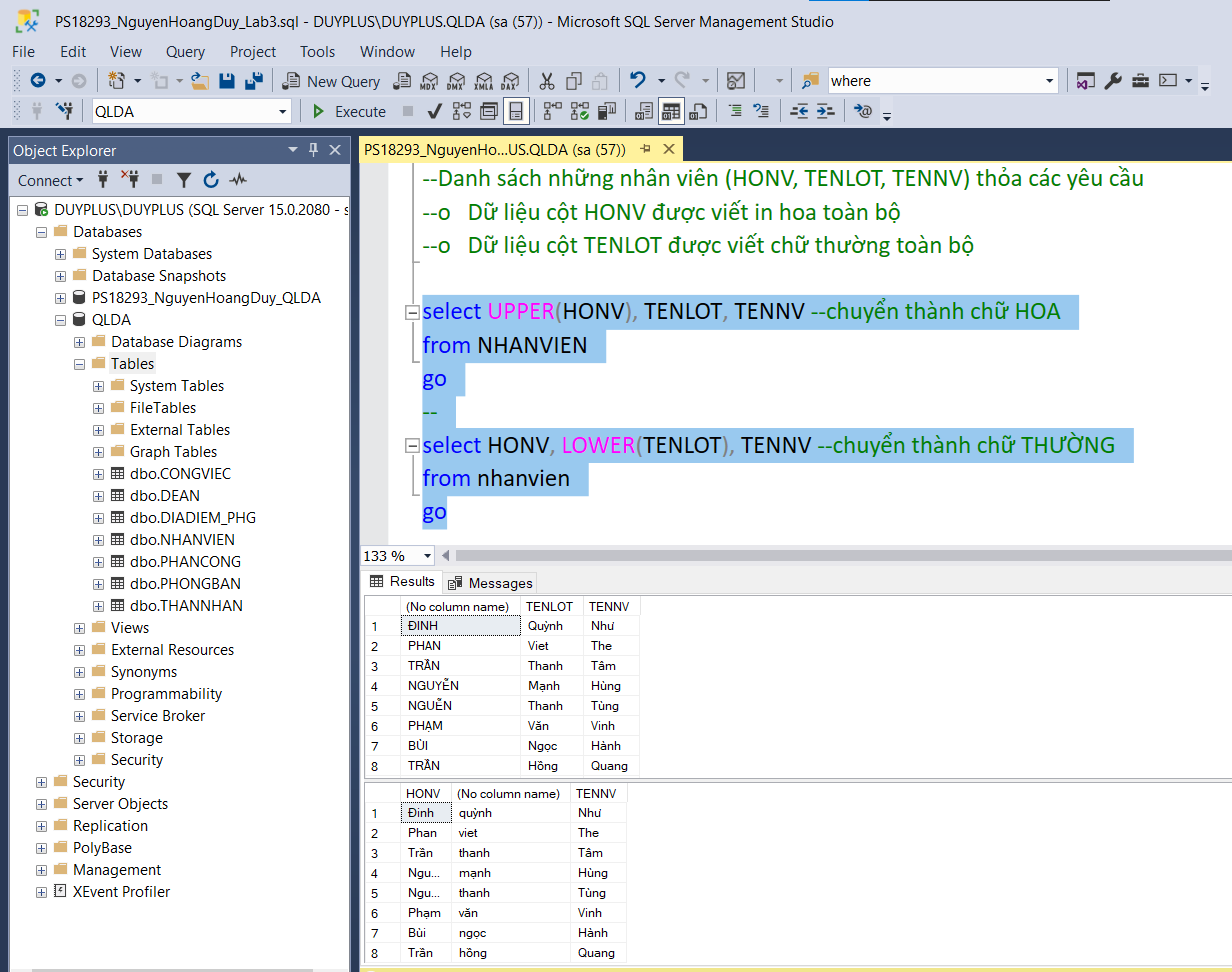 PS18293_NguyenHoangDuy_Lab3.sql - DUYPLUS\DUYPLUS.QLDA (sa (57)) - Microsoft SQL Server Management Studio
File Edit View Query Project Tools Window Help
New Query MDX DMX XMLA DAX where
QLDA Execute
Object Explorer
Connect
DUYPLUS\DUYPLUS (SQL Server 15.0.2080 - s
Databases
System Databases
Database Snapshots
PS18293_NguyenHoangDuy_QLDA
QLDA
Database Diagrams
Tables
System Tables
FileTables
External Tables
Graph Tables
dbo.CONGVIEC
dbo.DEAN
dbo.DIADIEM_PHG
dbo.NHANVIEN
dbo.PHANCONG
dbo.PHONGBAN
dbo.THANNHAN
Views
External Resources
Synonyms
Programmability
Service Broker
Storage
Security
Security
Server Objects
Replication
PolyBase
Management
XEvent Profiler
PS18293_NguyenHo...US.QLDA (sa (57))
--Danh sách những nhân viên (HONV, TENLOT, TENNV) thỏa các yêu cầu
--o Dữ liệu cột HONV được viết in hoa toàn bộ
--o Dữ liệu cột TENLOT được viết chữ thường toàn bộ
select UPPER(HONV), TENLOT, TENNV --chuyển thành chữ HOA
from NHANVIEN
go
--
select HONV, LOWER(TENLOT), TENNV --chuyển thành chữ THƯỜNG
from nhanvien
go
133 %
Results Messages
(No column name) TENLOT TENNV
1 ĐINH Quỳnh Như
2 PHAN Viet The
3 TRẦN Thanh Tâm
4 NGUYỄN Mạnh Hùng
5 NGUỄN Thanh Tùng
6 PHẠM Văn Vinh
7 BÙI Ngọc Hành
8 TRẦN Hồng Quang
HONV (No column name) TENNV
1 Đinh quỳnh Như
2 Phan viet The
3 Trần thanh Tâm
4 Ngu... mạnh Hùng
5 Ngu... thanh Tùng
6 Phạm văn Vinh
7 Bùi ngọc Hành
8 Trần hồng Quang